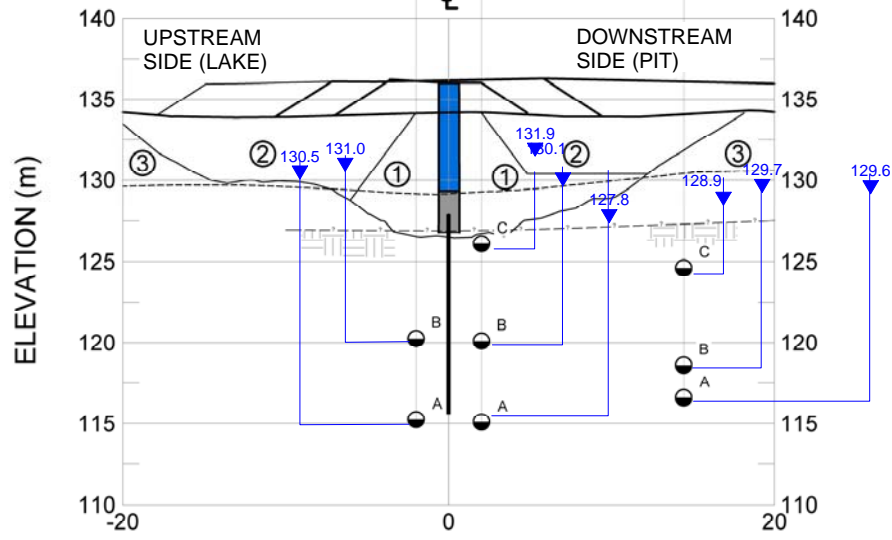 ℄
140
140
UPSTREAM
SIDE (LAKE)
DOWNSTREAM
SIDE (PIT)
135
135
130.5
131.0
131.9
130.1
3
2
1
1
2
3
129.7
129.6
128.9
127.8
130
130
ELEVATION (m)
C
C
125
125
B
B
B
120
120
A
A
A
115
115
110
110
-20
0
20